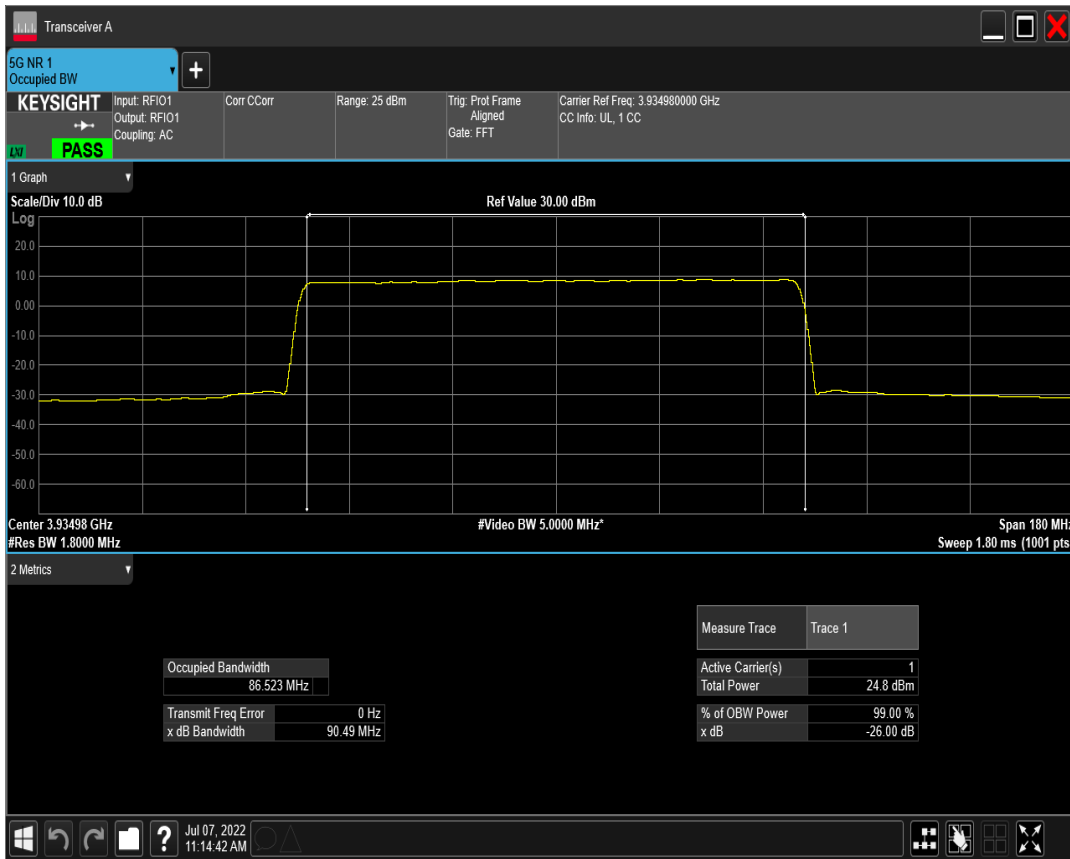 Transceiver A
5G NR 1
Occupied BW
KEYSIGHT
LXI
PASS
Input: RFIO1
Output: RFIO1
Coupling: AC
Corr CCorr
Range: 25 dBm
Trig: Prot Frame
Aligned
Gate: FFT
Carrier Ref Freq: 3.934980000 GHz
CC Info: UL, 1 CC
1 Graph
Scale/Div 10.0 dB
Ref Value 30.00 dBm
Log
20.0
10.0
0.00
-10.0
-20.0
-30.0
-40.0
-50.0
-60.0
Center 3.93498 GHz
#Video BW 5.0000 MHz*
Span 180 MHz
#Res BW 1.8000 MHz
Sweep 1.80 ms (1001 pts
2 Metrics
Measure Trace Trace 1
Occupied Bandwidth
86.523 MHz
Active Carrier(s) 1
Total Power 24.8 dBm
Transmit Freq Error 0 Hz
x dB Bandwidth 90.49 MHz
% of OBW Power 99.00 %
x dB -26.00 dB
?
Jul 07, 2022
11:14:42 AM